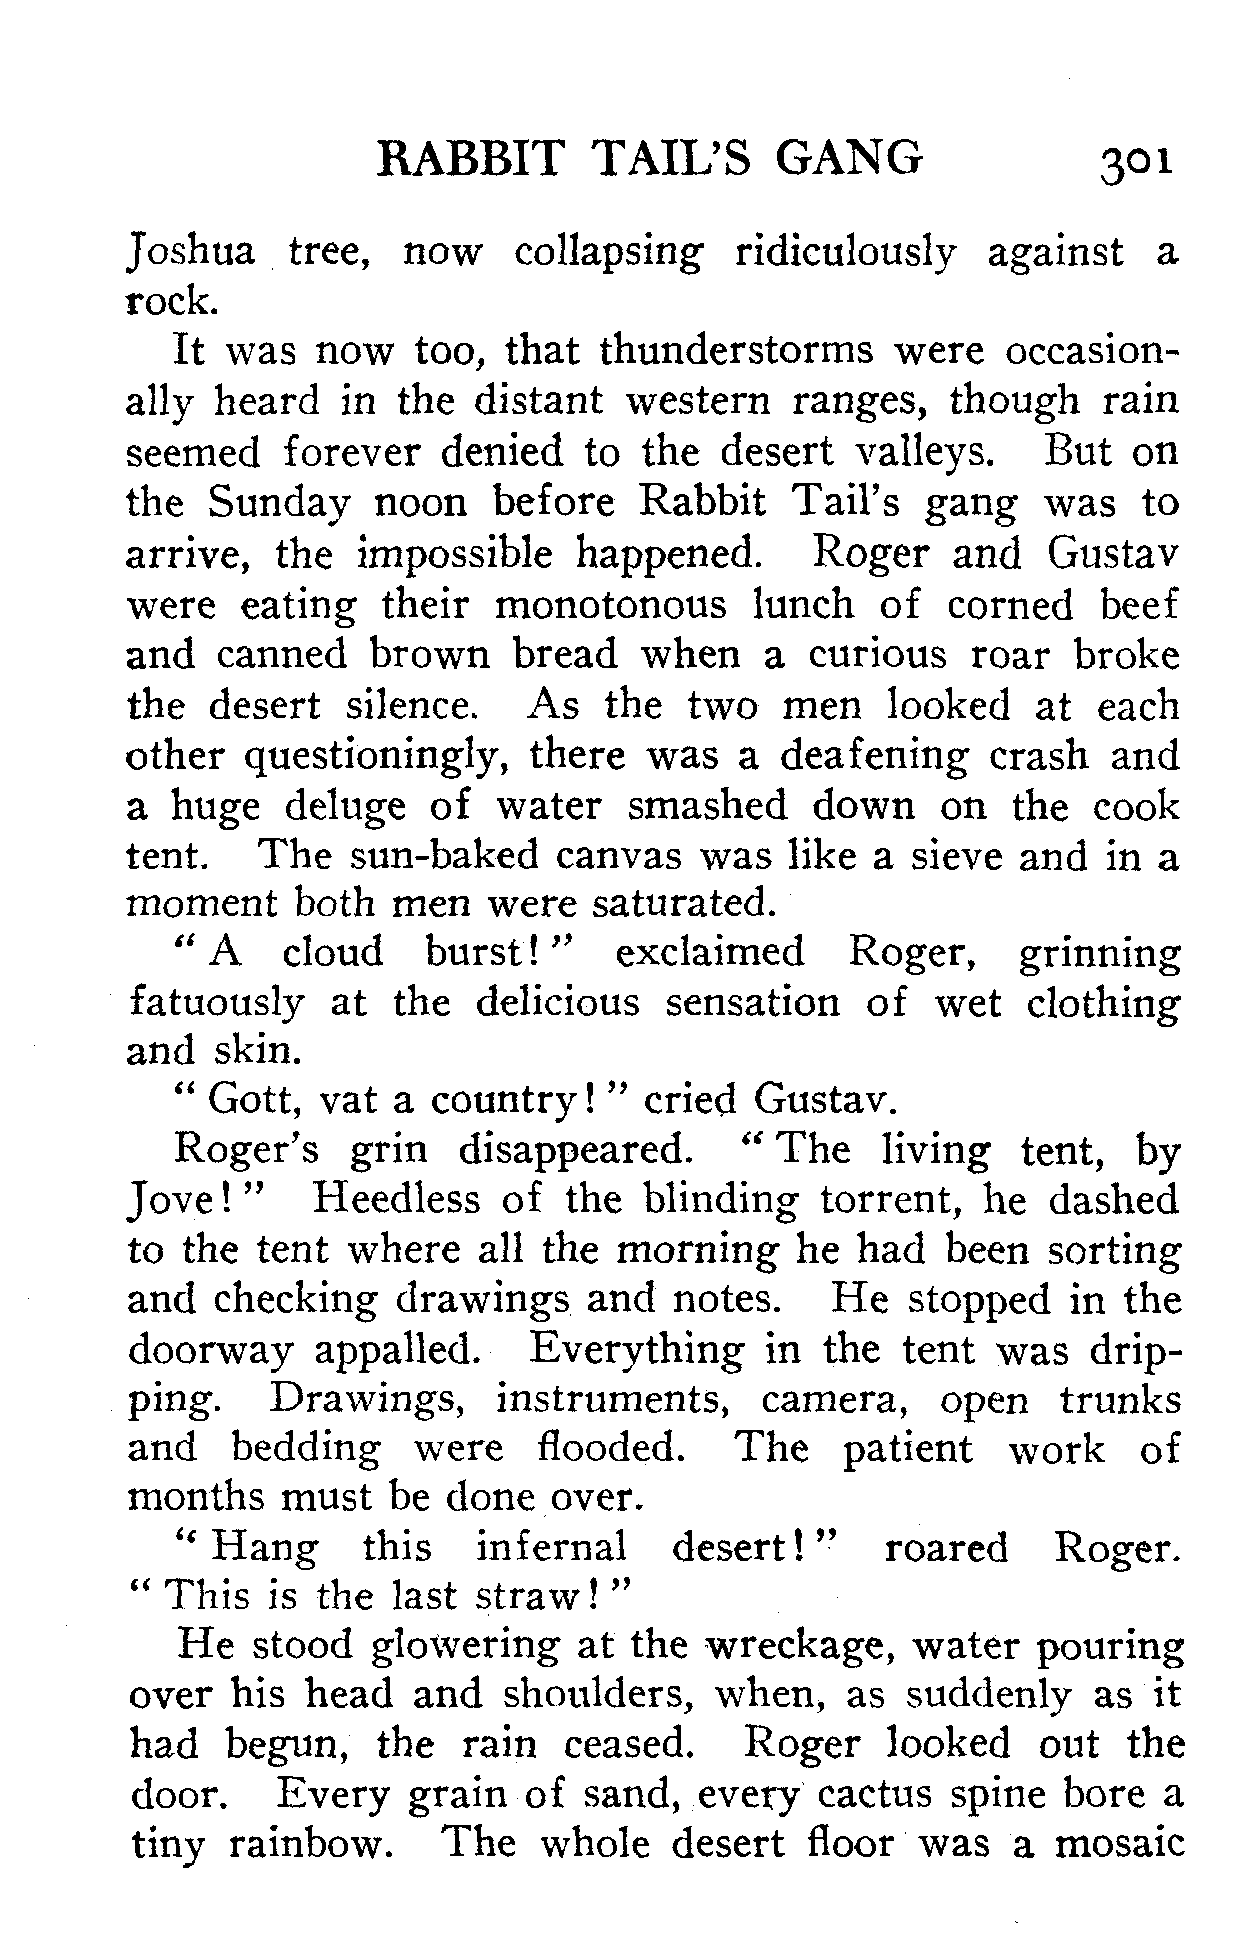 RABBIT TAIL'S GANG 301
Joshua tree, now collapsing ridiculously against a
rock.
It was now too, that thunderstorms were occasion-
ally heard in the distant western ranges, though rain
seemed forever denied to the desert valleys. But on
the Sunday noon before Rabbit Tail's gang was to
arrive, the impossible happened. Roger and Gustav
were eating their monotonous lunch of corned beef
and canned brown bread when a curious roar broke
the desert silence. As the two men looked at each
other questioningly, there was a deafening crash and
a huge deluge of water smashed down on the cook
tent. The sun-baked canvas was like a sieve and in a
moment both men were saturated.
" A cloud burst! " exclaimed Roger, grinning
fatuously at the delicious sensation of wet clothing
and skin.
" Gott, vat a country! " cried Gustav.
Roger's grin disappeared. " The living tent, by
Jove! " Heedless of the blinding torrent, he dashed
to the tent where all the morning he had been sorting
and checking drawings and notes. He stopped in the
doorway appalled. Everything in the tent was drip-
ping. Drawings, instruments, camera, open trunks
and bedding were flooded. The patient work of
months must be done over.
" Hang this infernal desert! " roared Roger.
" This is the last straw! "
He stood glowering at the wreckage, water pouring
over his head and shoulders, when, as suddenly as it
had begun, the rain ceased. Roger looked out the
door. Every grain of sand, every cactus spine bore a
tiny rainbow. The whole desert floor was a mosaic